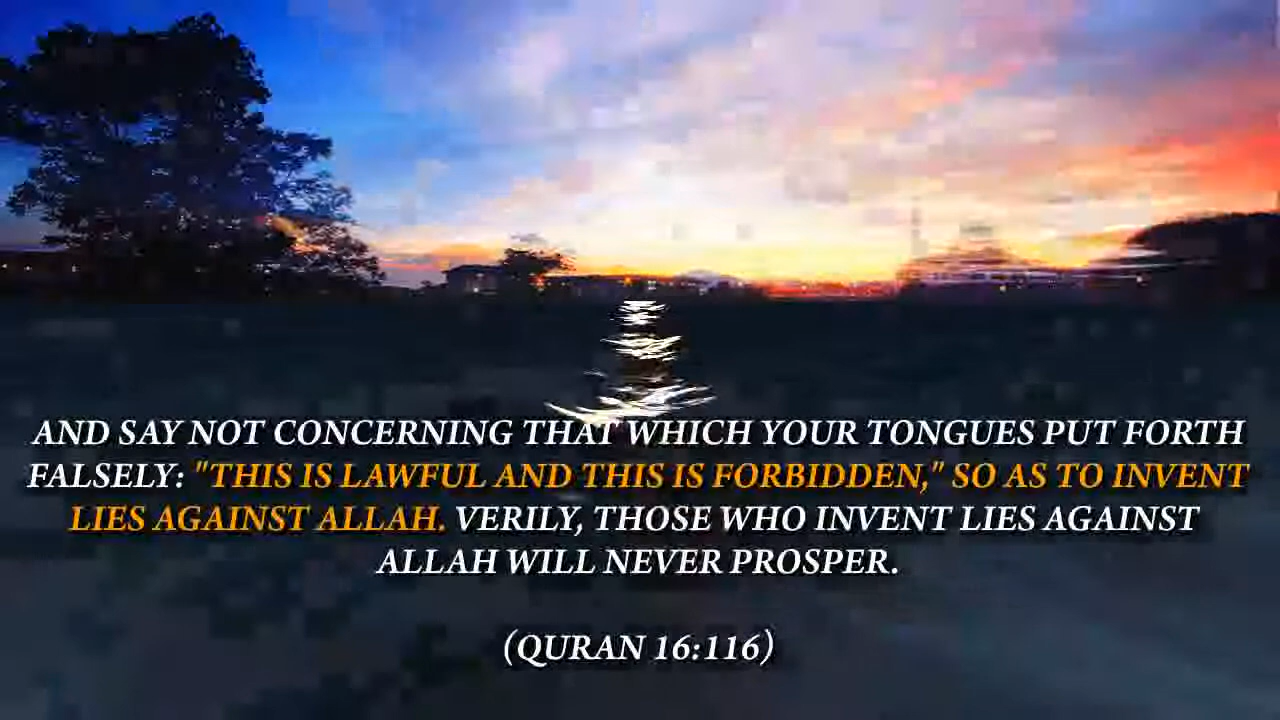 AND SAY NOT CONCERNING THAT WHICH YOUR TONGUES PUT FORTH
FALSELY: "THIS IS LAWFUL AND THIS IS FORBIDDEN," SO AS TO INVENT
LIES AGAINST ALLAH. VERILY, THOSE WHO INVENT LIES AGAINST
ALLAH WILL NEVER PROSPER.
(QURAN 16:116)